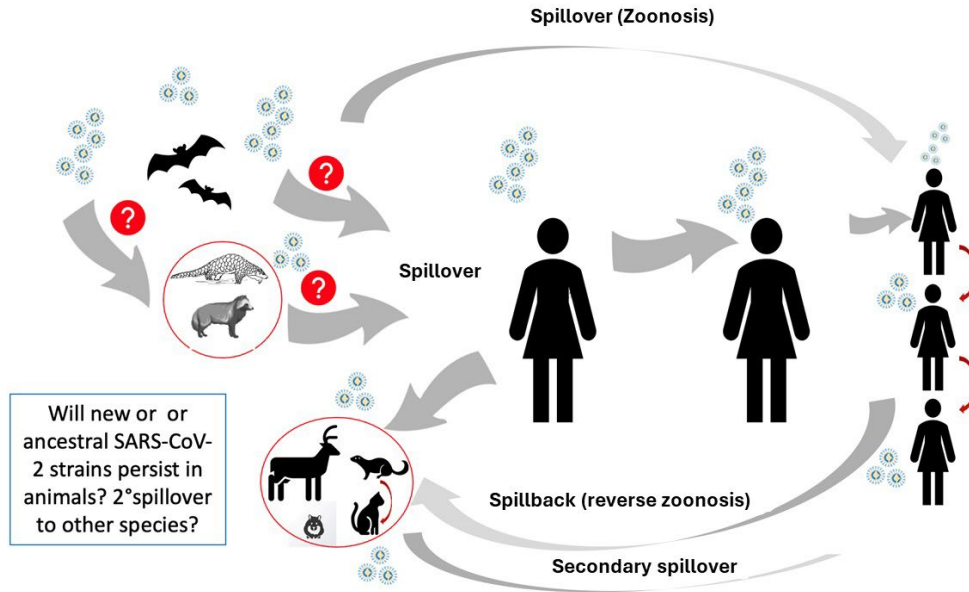 Spillover (Zoonosis)
?
?
?
Spillover
Will new or or
ancestral SARS-CoV-
2 strains persist in
animals? 2°spillover
to other species?
Spillback (reverse zoonosis)
Secondary spillover